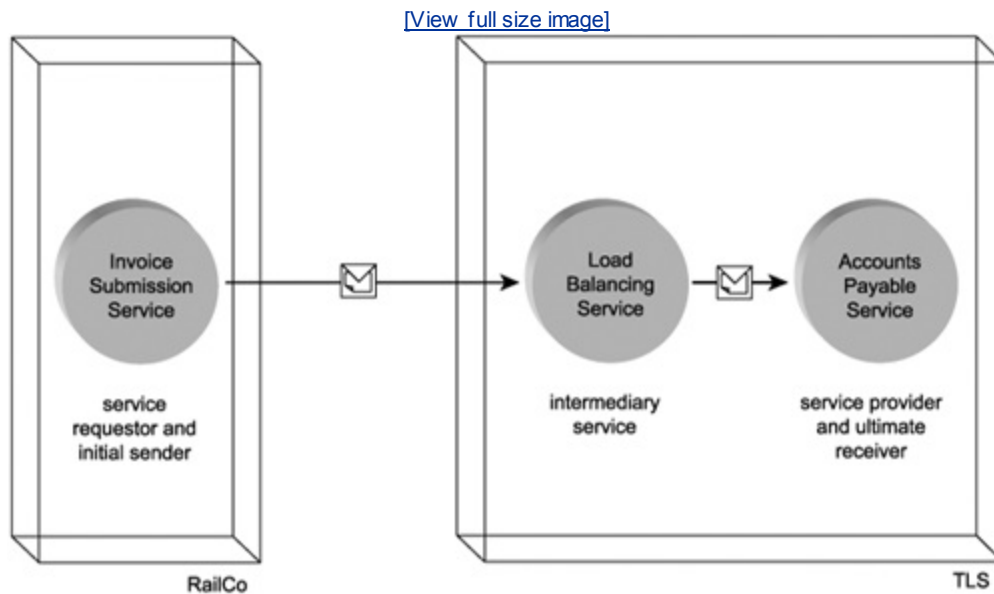 [View full size image]
Invoice
Submission
Service
Load
Balancing
Service
Accounts
Payable
Service
service
requestor and
initial sender
intermediary
service
service provider
and ultimate
receiver
RailCo
TLS